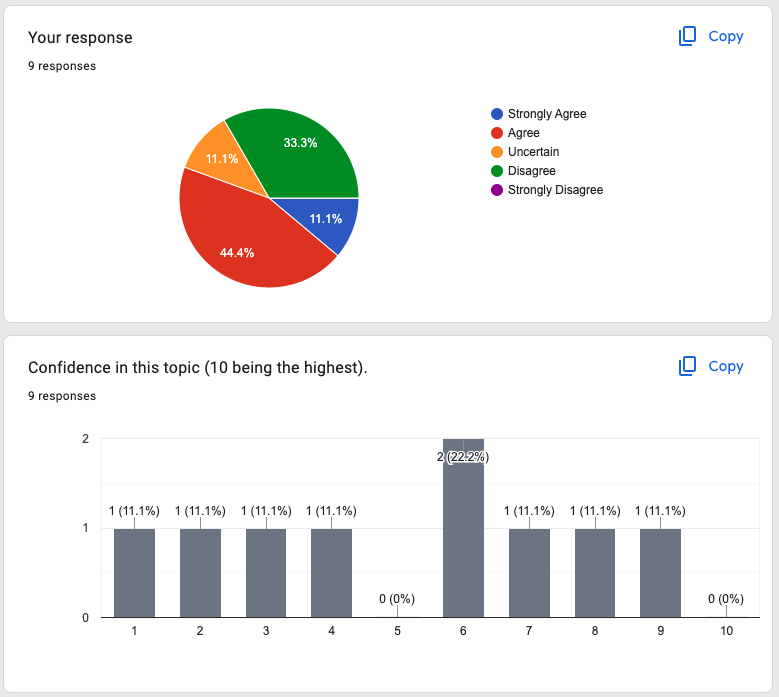 Your response
Copy
9 responses
33.3%
11.1%
11.1%
44.4%
Strongly Agree
Agree
Uncertain
Disagree
Strongly Disagree
Confidence in this topic (10 being the highest).
Copy
9 responses
2
1
0
1 (11.1%) 1 (11.1%) 1 (11.1%) 1 (11.1%) 0 (0%) 2 (22.2%) 1 (11.1%) 1 (11.1%) 1 (11.1%) 0 (0%)
1 2 3 4 5 6 7 8 9 10